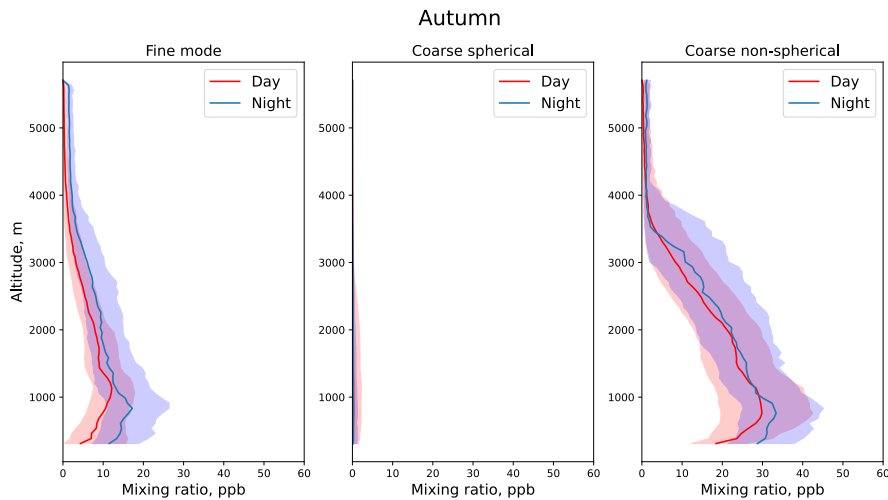 Autumn
Fine mode
Coarse spherical
Coarse non-spherical
Day
Night
Day
Night
Day
Night
Altitude, m
5000
4000
3000
2000
1000
0 10 20 30 40 50 60
Mixing ratio, ppb
5000
4000
3000
2000
1000
0 10 20 30 40 50 60
Mixing ratio, ppb
5000
4000
3000
2000
1000
0 10 20 30 40 50 60
Mixing ratio, ppb